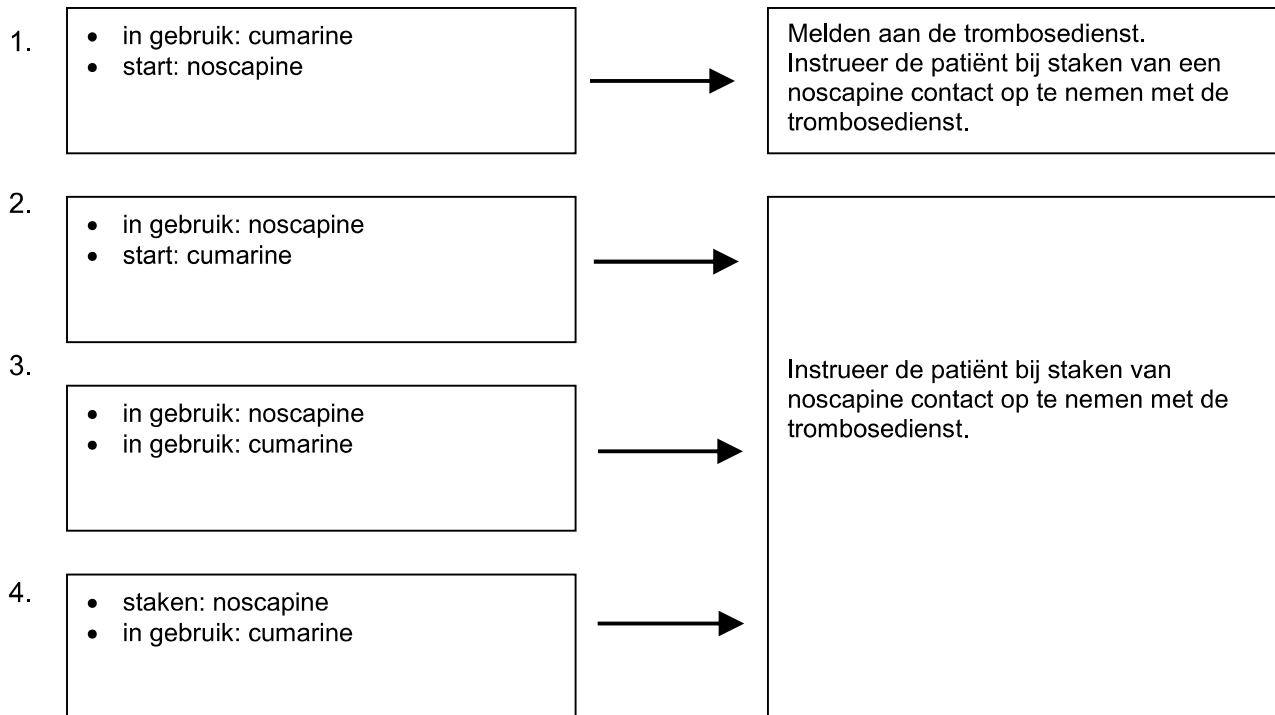 1.
• in gebruik: cumarine
• start: noscapine
Melden aan de trombosedienst.
Instrueer de patiënt bij staken van een
noscapine contact op te nemen met de
trombosedienst.
2.
• in gebruik: noscapine
• start: cumarine
3.
• in gebruik: noscapine
• in gebruik: cumarine
Instrueer de patiënt bij staken van
noscapine contact op te nemen met de
trombosedienst.
4.
• staken: noscapine
• in gebruik: cumarine